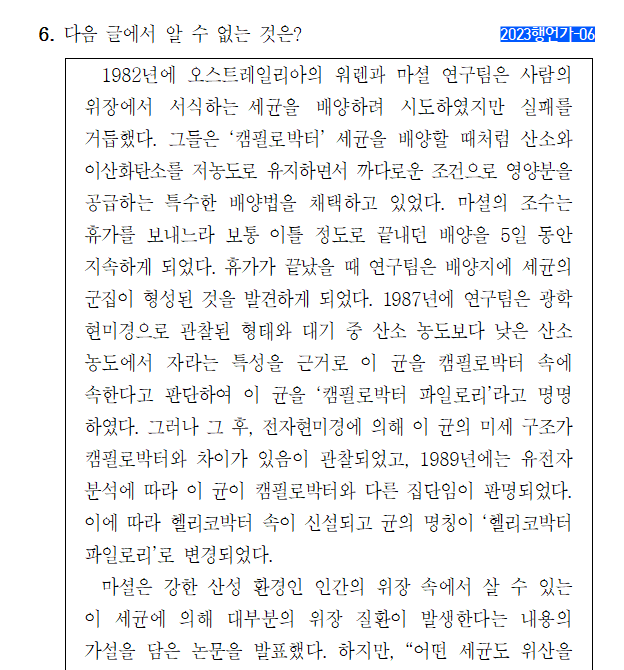 6. 다음 글에서 알 수 없는 것은? 2023행언가-06
1982년에 오스트레일리아의 워렌과 마셜 연구팀은 사람의
위장에서 서식하는 세균을 배양하려 시도하였지만 실패를
거듭했다. 그들은 ‘캠필로박터’ 세균을 배양할 때처럼 산소와
이산화탄소를 저농도로 유지하면서 까다로운 조건으로 영양분을
공급하는 특수한 배양법을 채택하고 있었다. 마셜의 조수는
휴가를 보내느라 보통 이틀 정도로 끝내던 배양을 5일 동안
지속하게 되었다. 휴가가 끝났을 때 연구팀은 배양지에 세균의
군집이 형성된 것을 발견하게 되었다. 1987년에 연구팀은 광학
현미경으로 관찰된 형태와 대기 중 산소 농도보다 낮은 산소
농도에서 자라는 특성을 근거로 이 균을 캠필로박터 속에
속한다고 판단하여 이 균을 ‘캠필로박터 파일로리’라고 명명
하였다. 그러나 그 후, 전자현미경에 의해 이 균의 미세 구조가
캠필로박터와 차이가 있음이 관찰되었고, 1989년에는 유전자
분석에 따라 이 균이 캠필로박터와 다른 집단임이 판명되었다.
이에 따라 헬리코박터 속이 신설되고 균의 명칭이 ‘헬리코박터
파일로리’로 변경되었다.
마셜은 강한 산성 환경인 인간의 위장 속에서 살 수 있는
이 세균에 의해 대부분의 위장 질환이 발생한다는 내용의
가설을 담은 논문을 발표했다. 하지만, “어떤 세균도 위산을